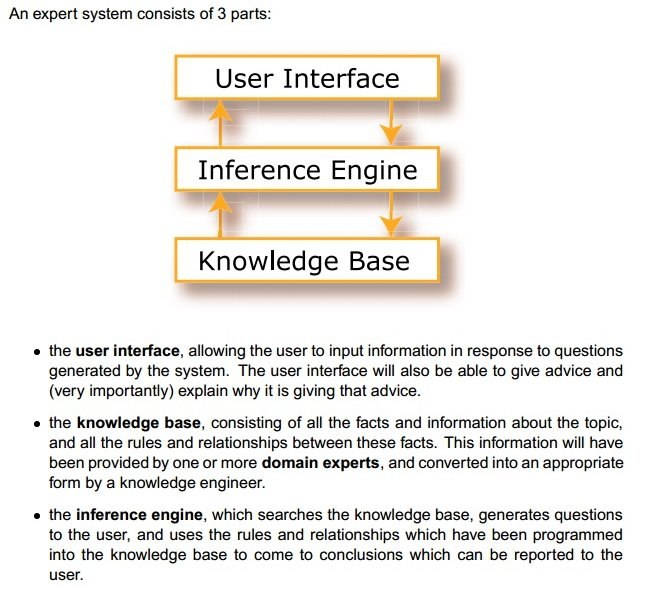 An expert system consists of 3 parts:
User Interface
Inference Engine
Knowledge Base
• the user interface, allowing the user to input information in response to questions
generated by the system. The user interface will also be able to give advice and
(very importantly) explain why it is giving that advice.
• the knowledge base, consisting of all the facts and information about the topic,
and all the rules and relationships between these facts. This information will have
been provided by one or more domain experts, and converted into an appropriate
form by a knowledge engineer.
• the inference engine, which searches the knowledge base, generates questions
to the user, and uses the rules and relationships which have been programmed
into the knowledge base to come to conclusions which can be reported to the
user.